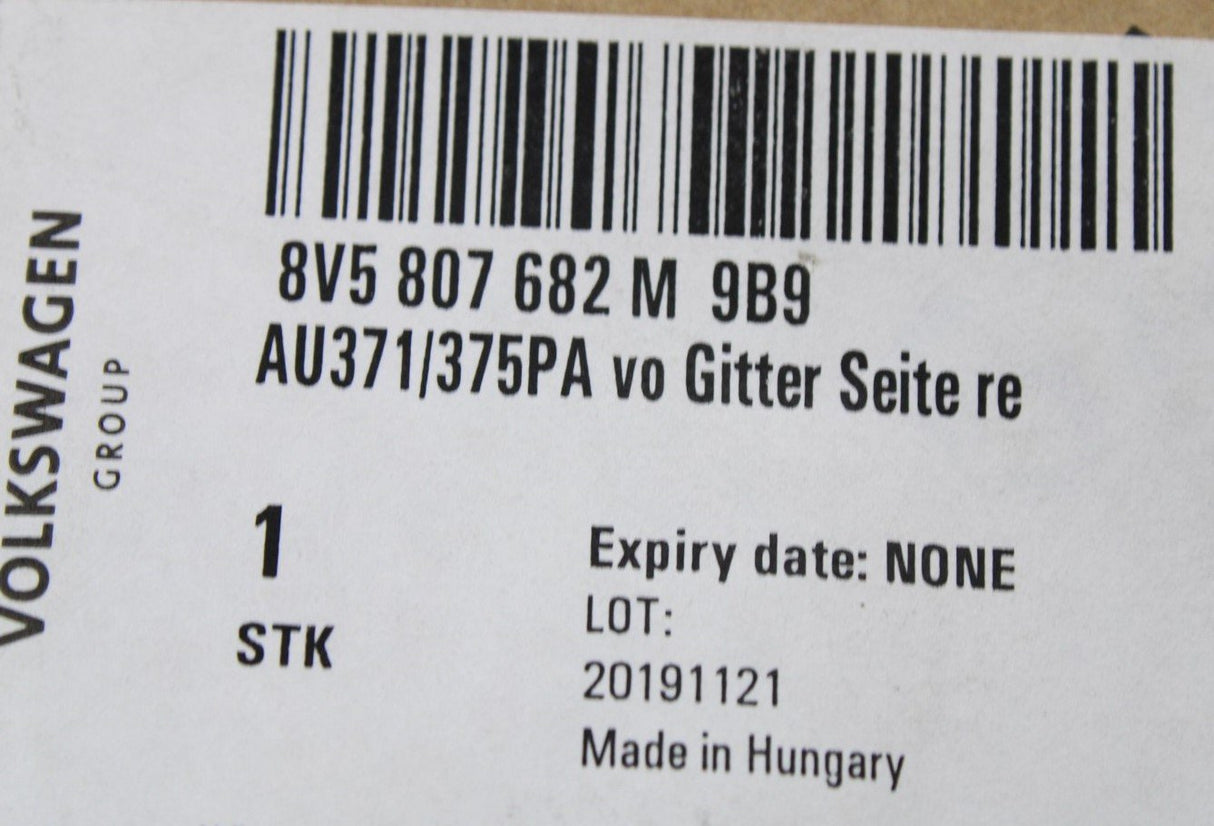 VOLKSWAGEN
GROUP
8V5 807 682 M 9B9
AU371/375PA vo Gitter Seite re
1
STK
Expiry date: NONE
LOT:
20191121
Made in Hungary